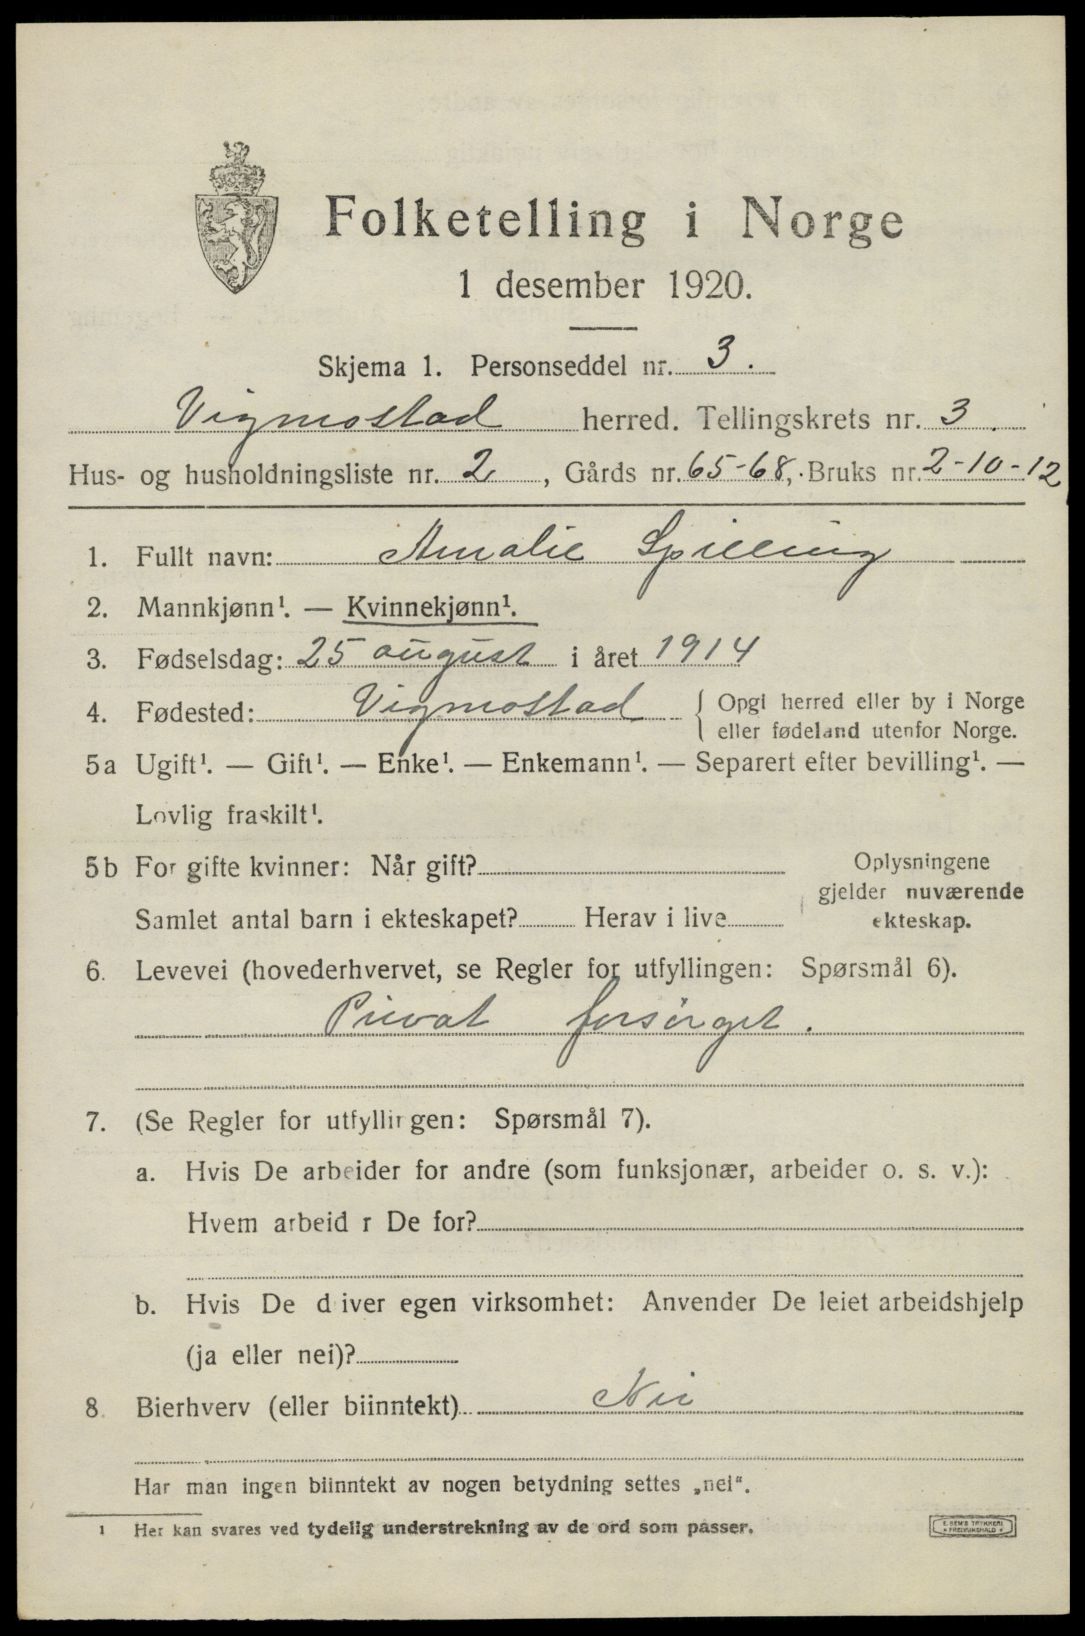 Folketelling i Norge
1 desember 1920.
Skjema 1. Personseddel nr. 3.
Vigmostad herred. Tellingskrets nr. 3.
Hus- og husholdningsliste nr. 2, Gårds nr. 65-68, Bruks nr. 2-10-12
1. Fullt navn: Amalie Spilling
2. Mannkjønn¹. — Kvinnekjønn¹.
3. Fødselsdag: 25 august i året 1914
4. Fødested: Vigmostad { Opgi herred eller by i Norge
eller fødeland utenfor Norge.
5a Ugift¹. — Gift¹. — Enke¹. — Enkemann¹. — Separert efter bevilling¹. —
Lovlig fraskilt¹.
5b For gifte kvinner: Når gift?
Samlet antal barn i ekteskapet? Herav i live
Oplysningene
gjelder nuværende
ekteskap.
6. Levevei (hovederhvervet, se Regler for utfyllingen: Spørsmål 6).
Privat forsørget.
7. (Se Regler for utfyllingen: Spørsmål 7).
a. Hvis De arbeider for andre (som funksjonær, arbeider o. s. v.):
Hvem arbeid r De for?
b. Hvis De d iver egen virksomhet: Anvender De leiet arbeidshjelp
(ja eller nei)?
8. Bierhverv (eller biinntekt) Nei
Har man ingen biinntekt av nogen betydning settes „nei“.
¹ Her kan svares ved tydelig understrekning av de ord som passer.
E. SEM'S TRYKKERI
FREDRIKSHALD